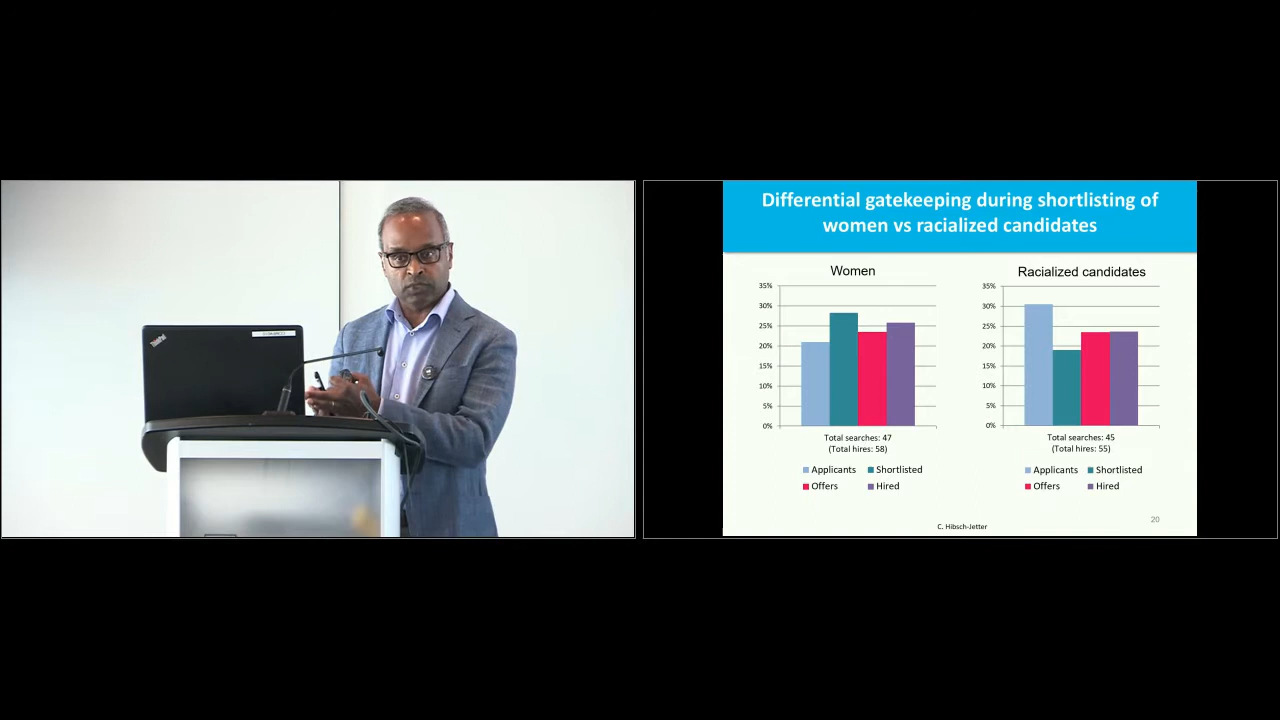 ThinkPad
Differential gatekeeping during shortlisting of
women vs racialized candidates
Women
35%
30%
25%
20%
15%
10%
5%
0%
Total searches: 47
(Total hires: 58)
Applicants
Shortlisted
Offers
Hired
Racialized candidates
35%
30%
25%
20%
15%
10%
5%
0%
Total searches: 45
(Total hires: 55)
Applicants
Shortlisted
Offers
Hired
C. Hibsch-Jetter
20